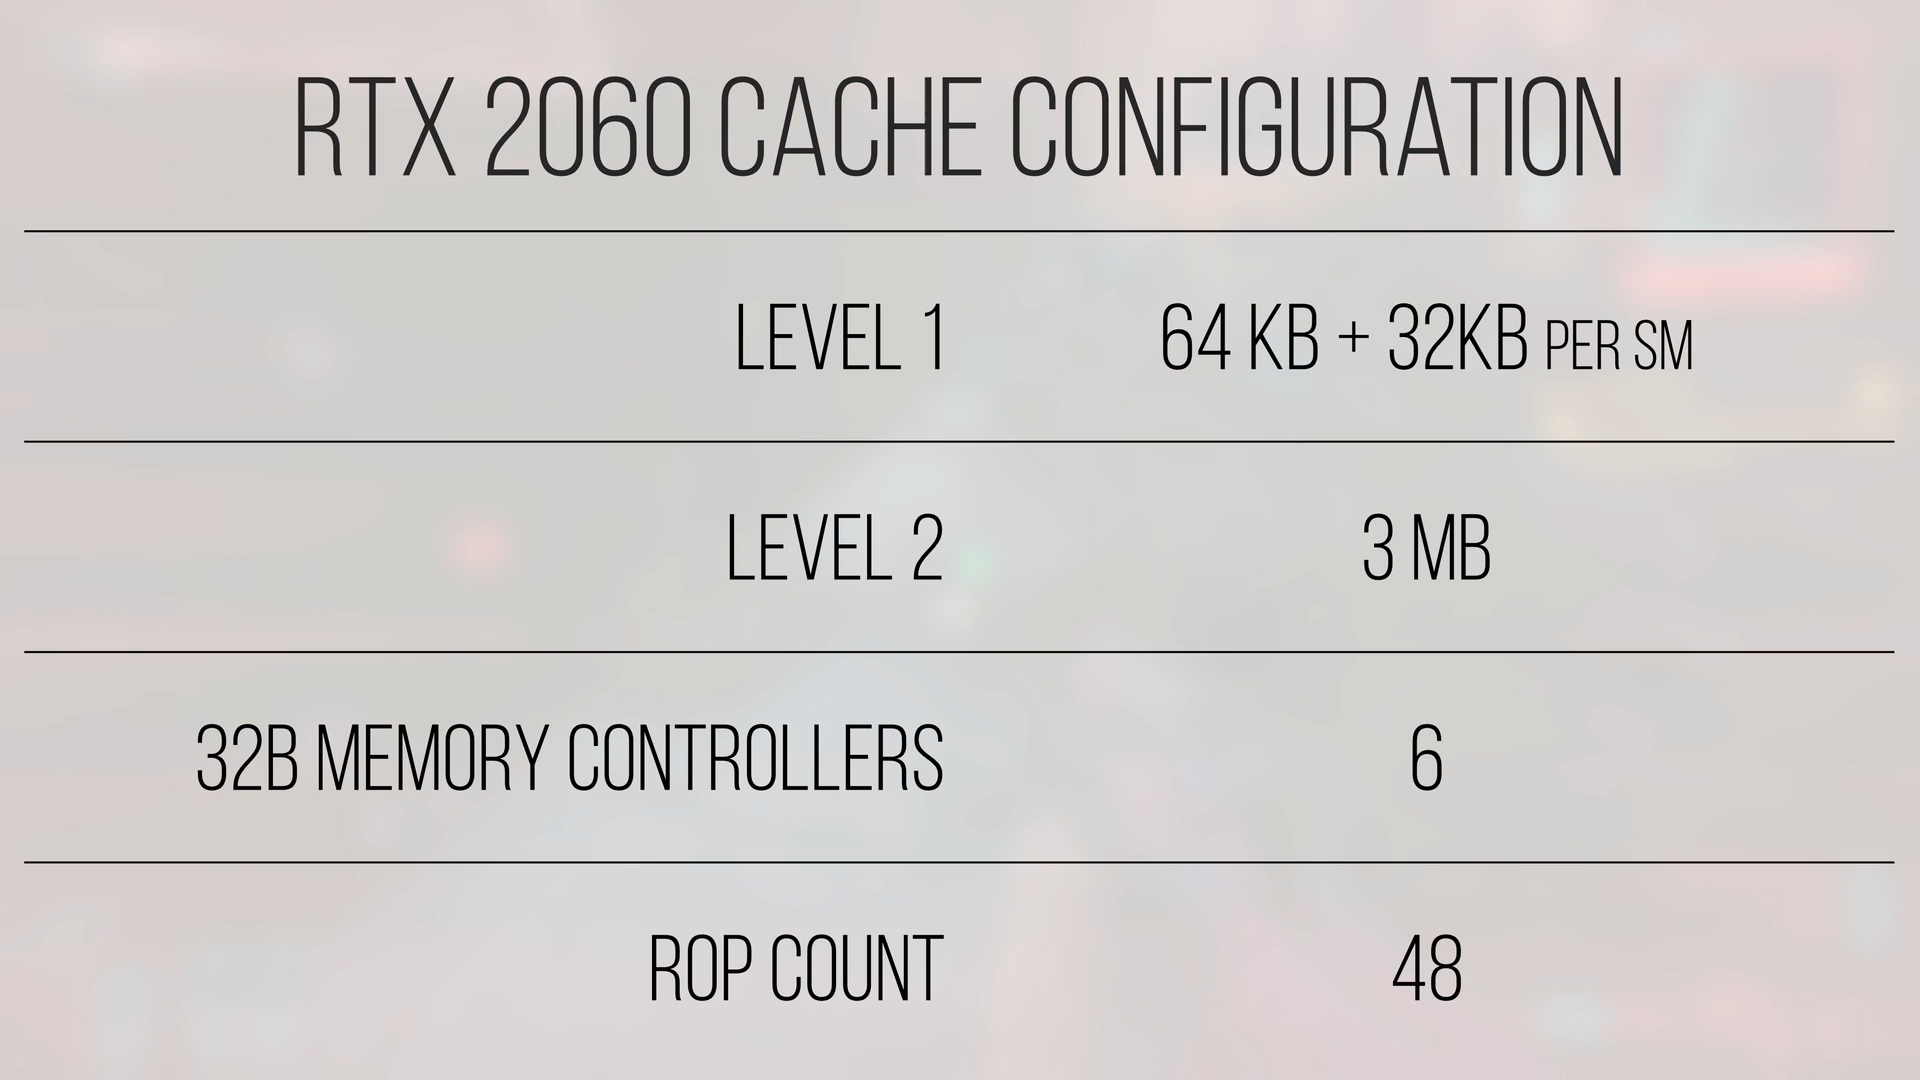 RTX 2060 CACHE CONFIGURATION
LEVEL 1 64 KB + 32KB PER SM
LEVEL 2 3 MB
32B MEMORY CONTROLLERS 6
ROP COUNT 48